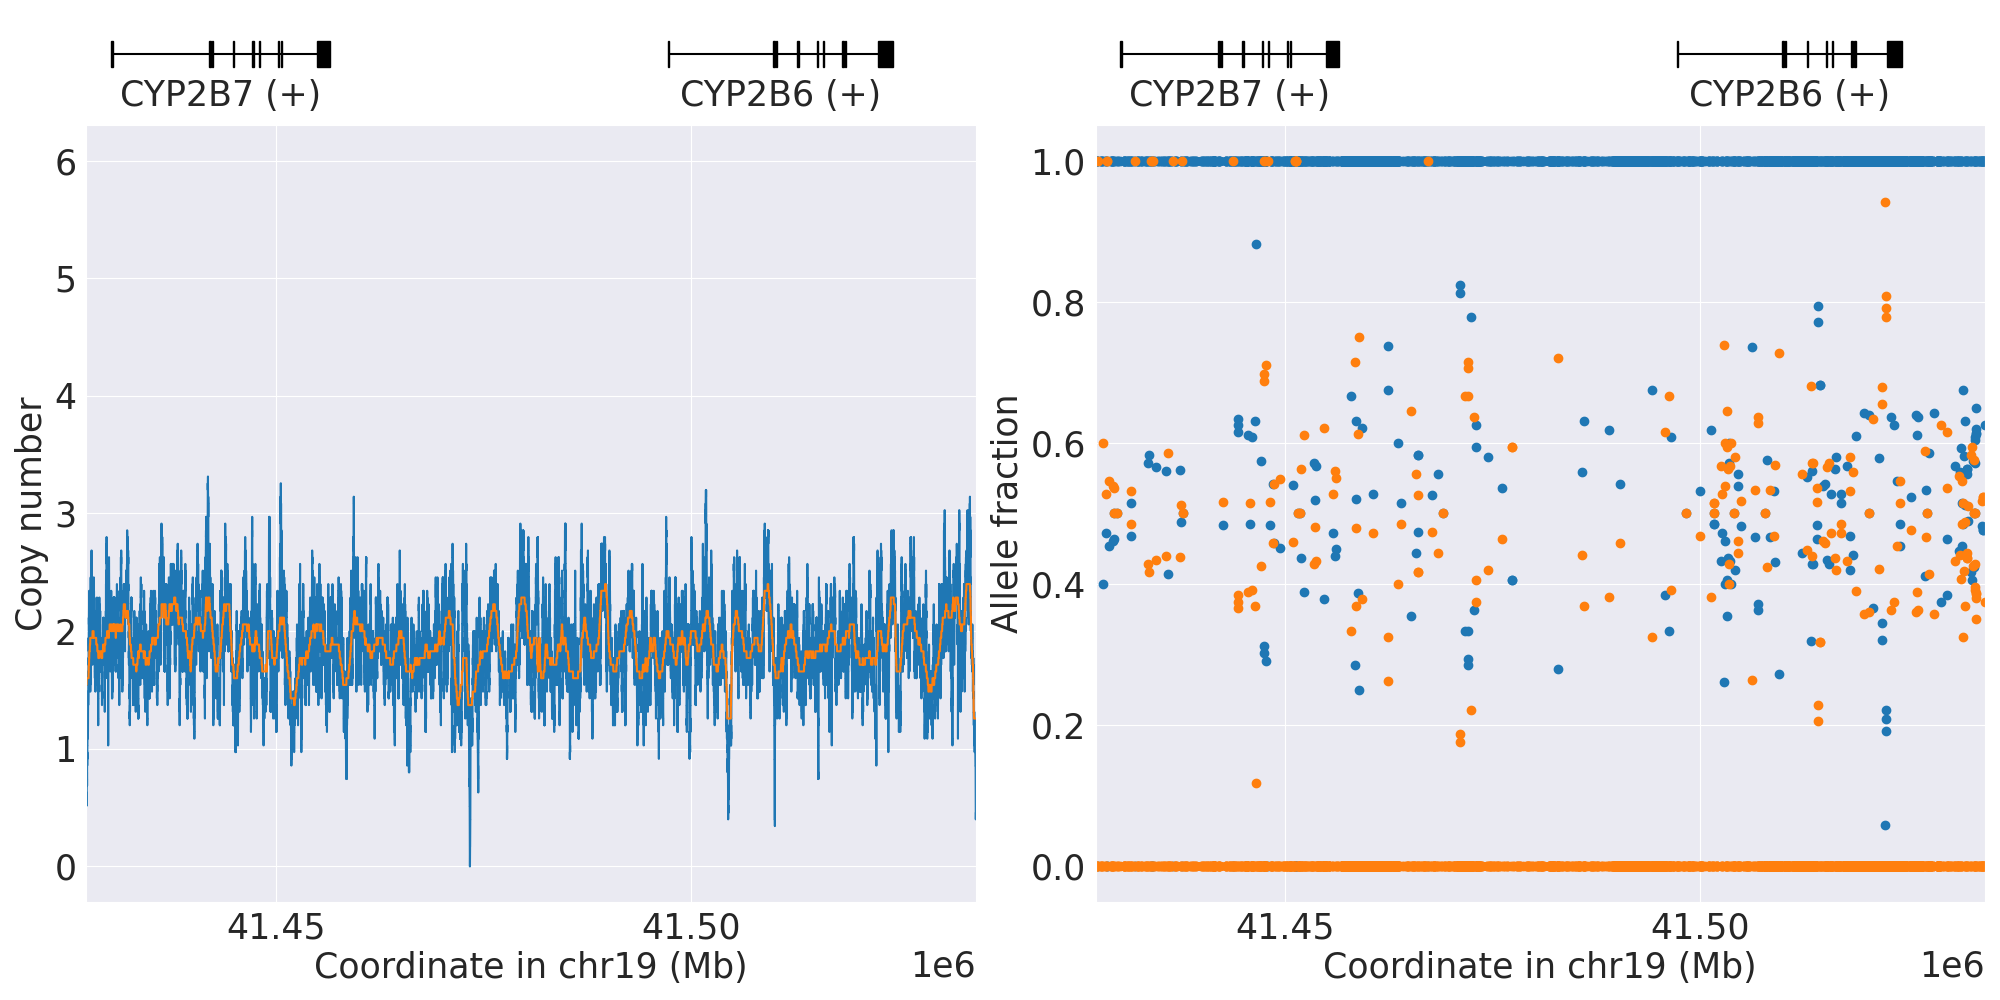 CYP2B7 (+)
CYP2B6 (+)
CYP2B7 (+)
CYP2B6 (+)
6
5
4
3
2
1
0
Copy number
41.45
41.50
Coordinate in chr19 (Mb)
1e6
1.0
0.8
0.6
0.4
0.2
0.0
Allele fraction
41.45
41.50
Coordinate in chr19 (Mb)
1e6